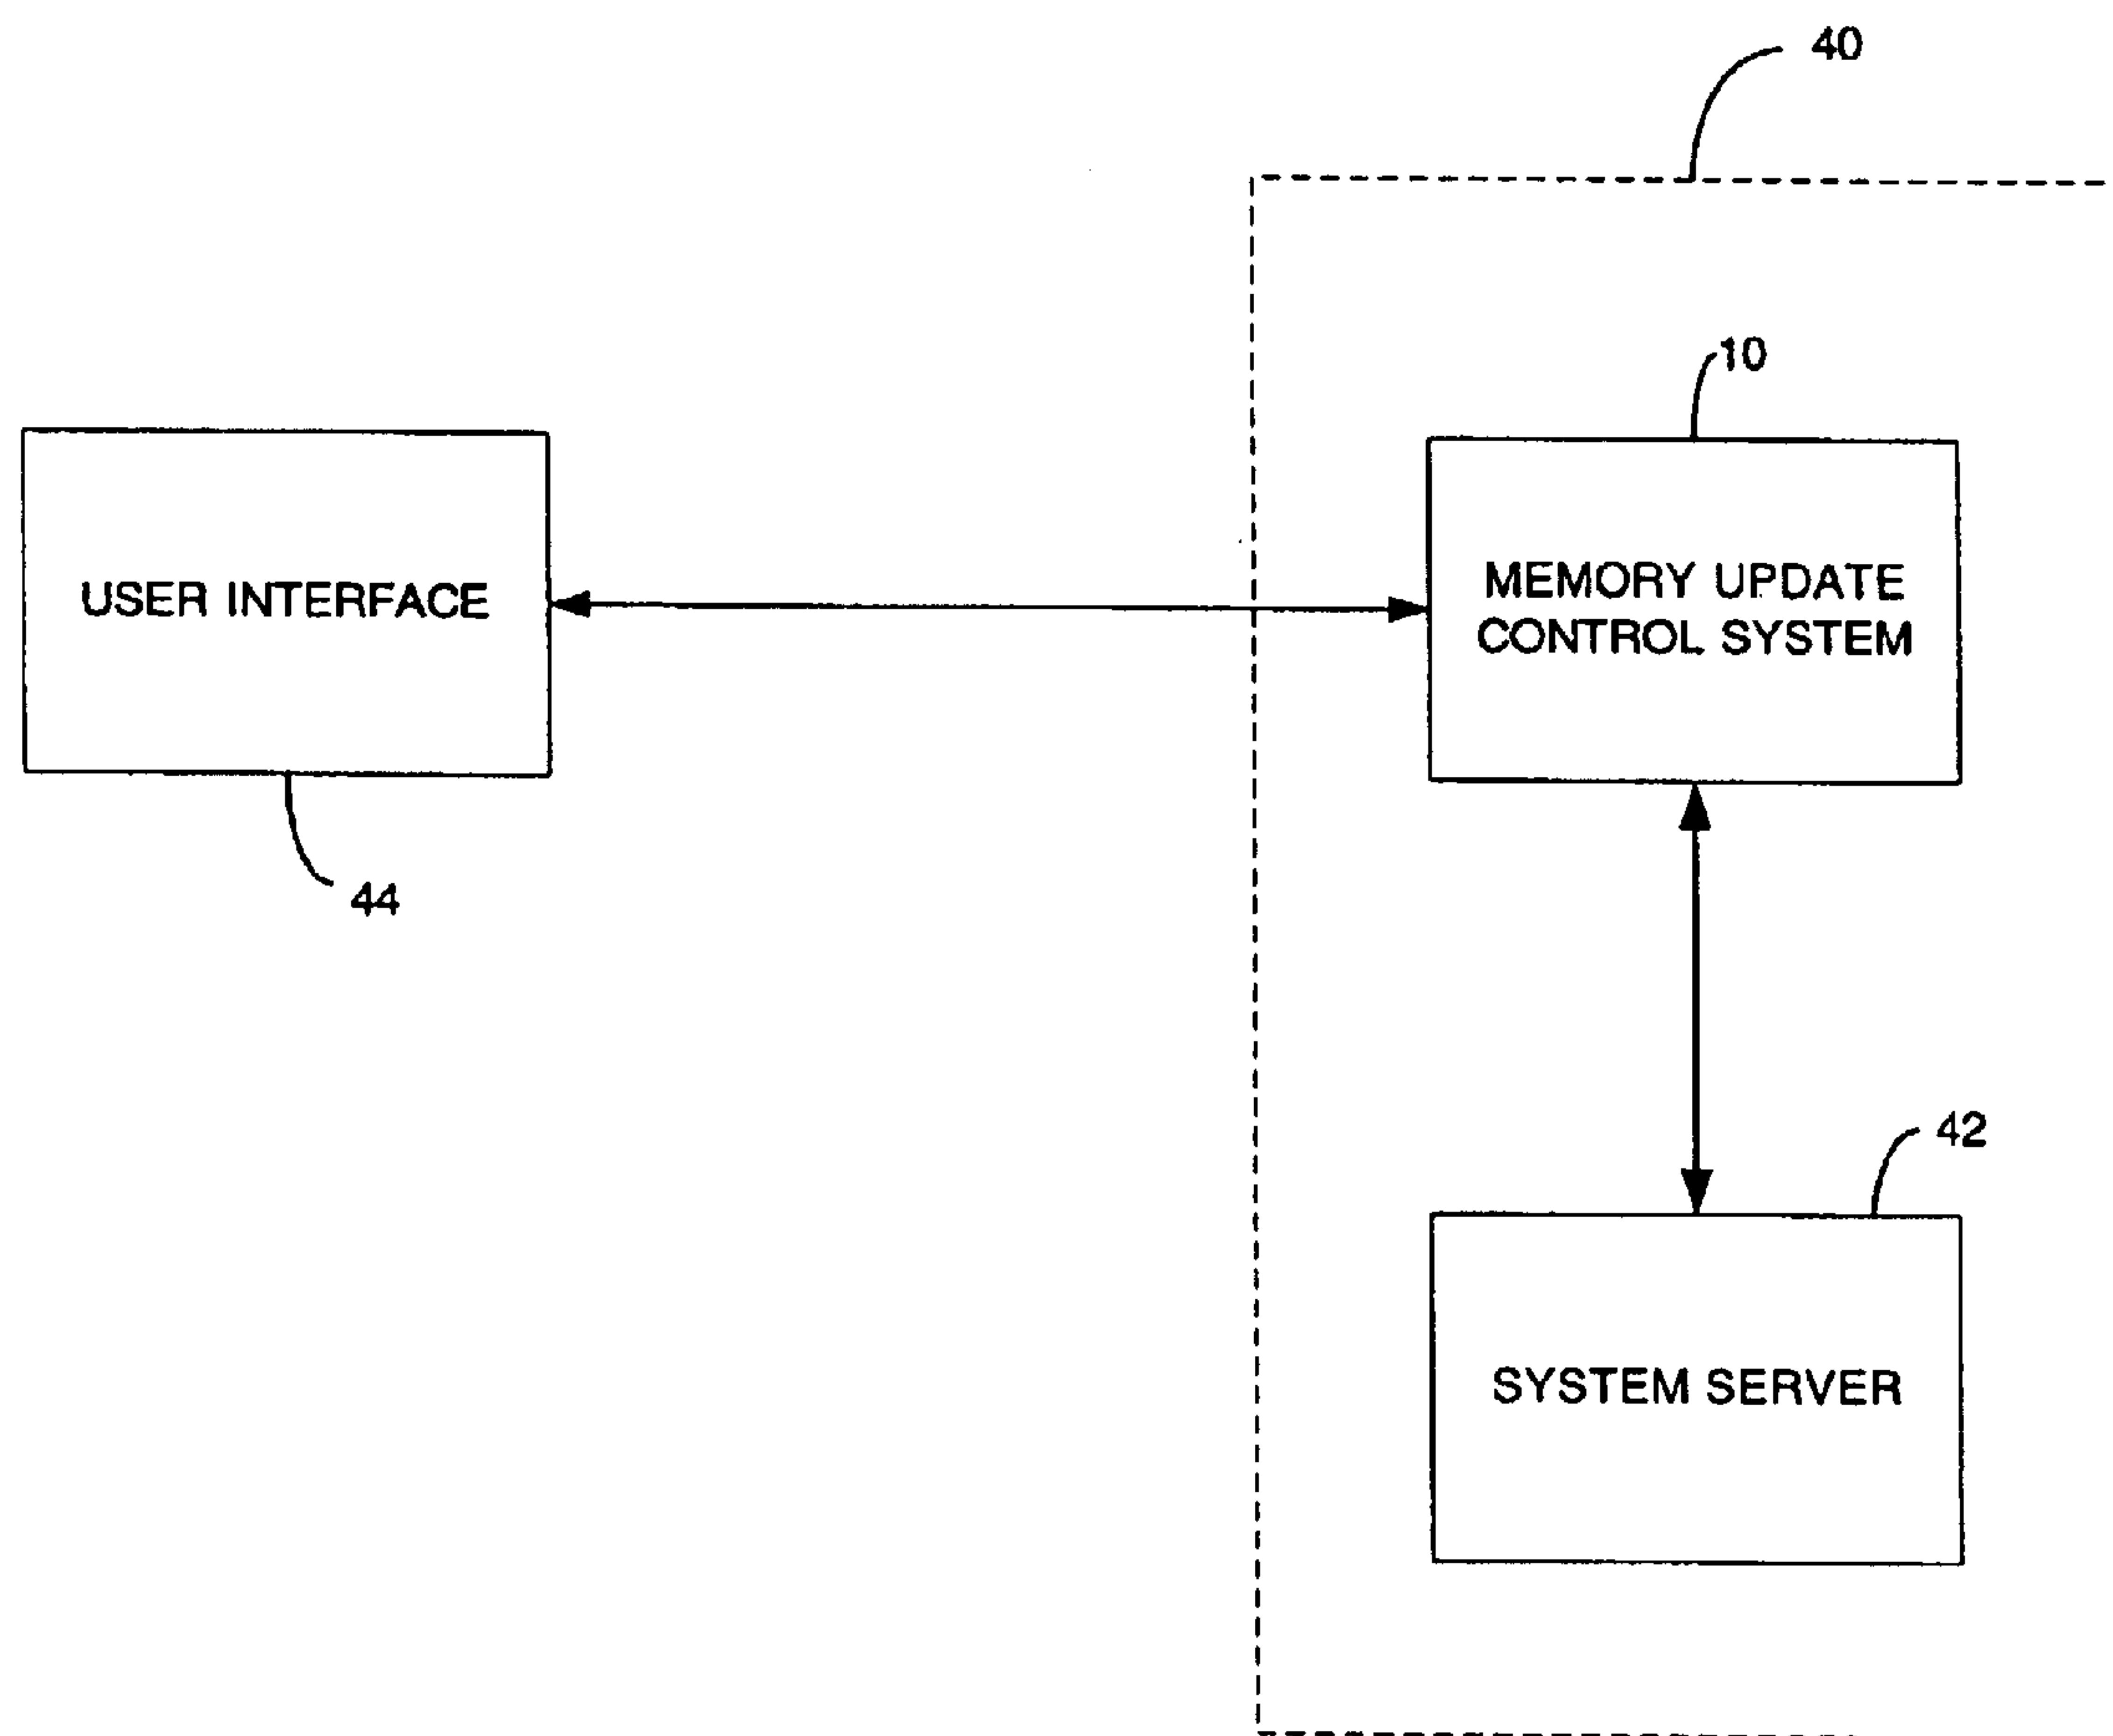 40
10
USER INTERFACE
MEMORY UPDATE
CONTROL SYSTEM
44
42
SYSTEM SERVER